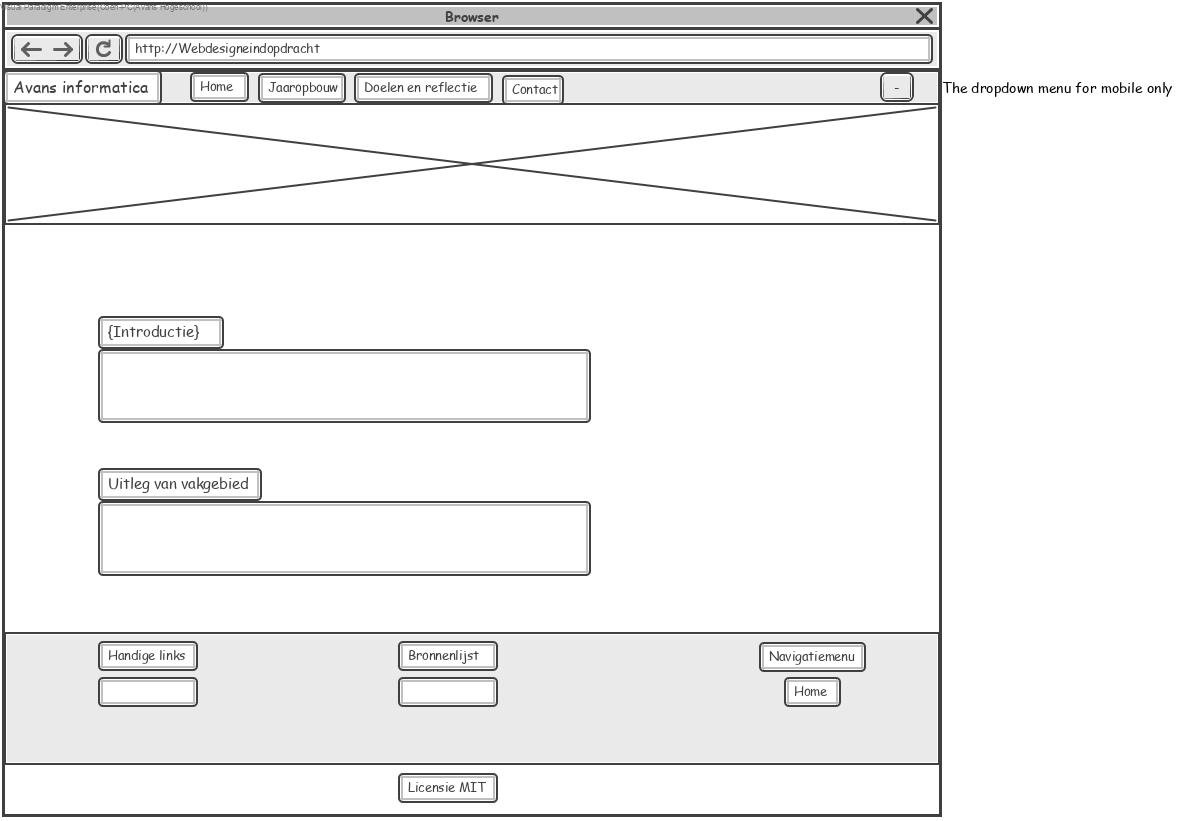 Visual Paradigm Enterprise(Coen-PC(Avans Hogeschool))
Browser
http://Webdesigneindopdracht
Avans informatica
Home
Jaaropbouw
Doelen en reflectie
Contact
-
The dropdown menu for mobile only
{Introductie}
Uitleg van vakgebied
Handige links
Bronnenlijst
Navigatiemenu
Home
Licensie MIT